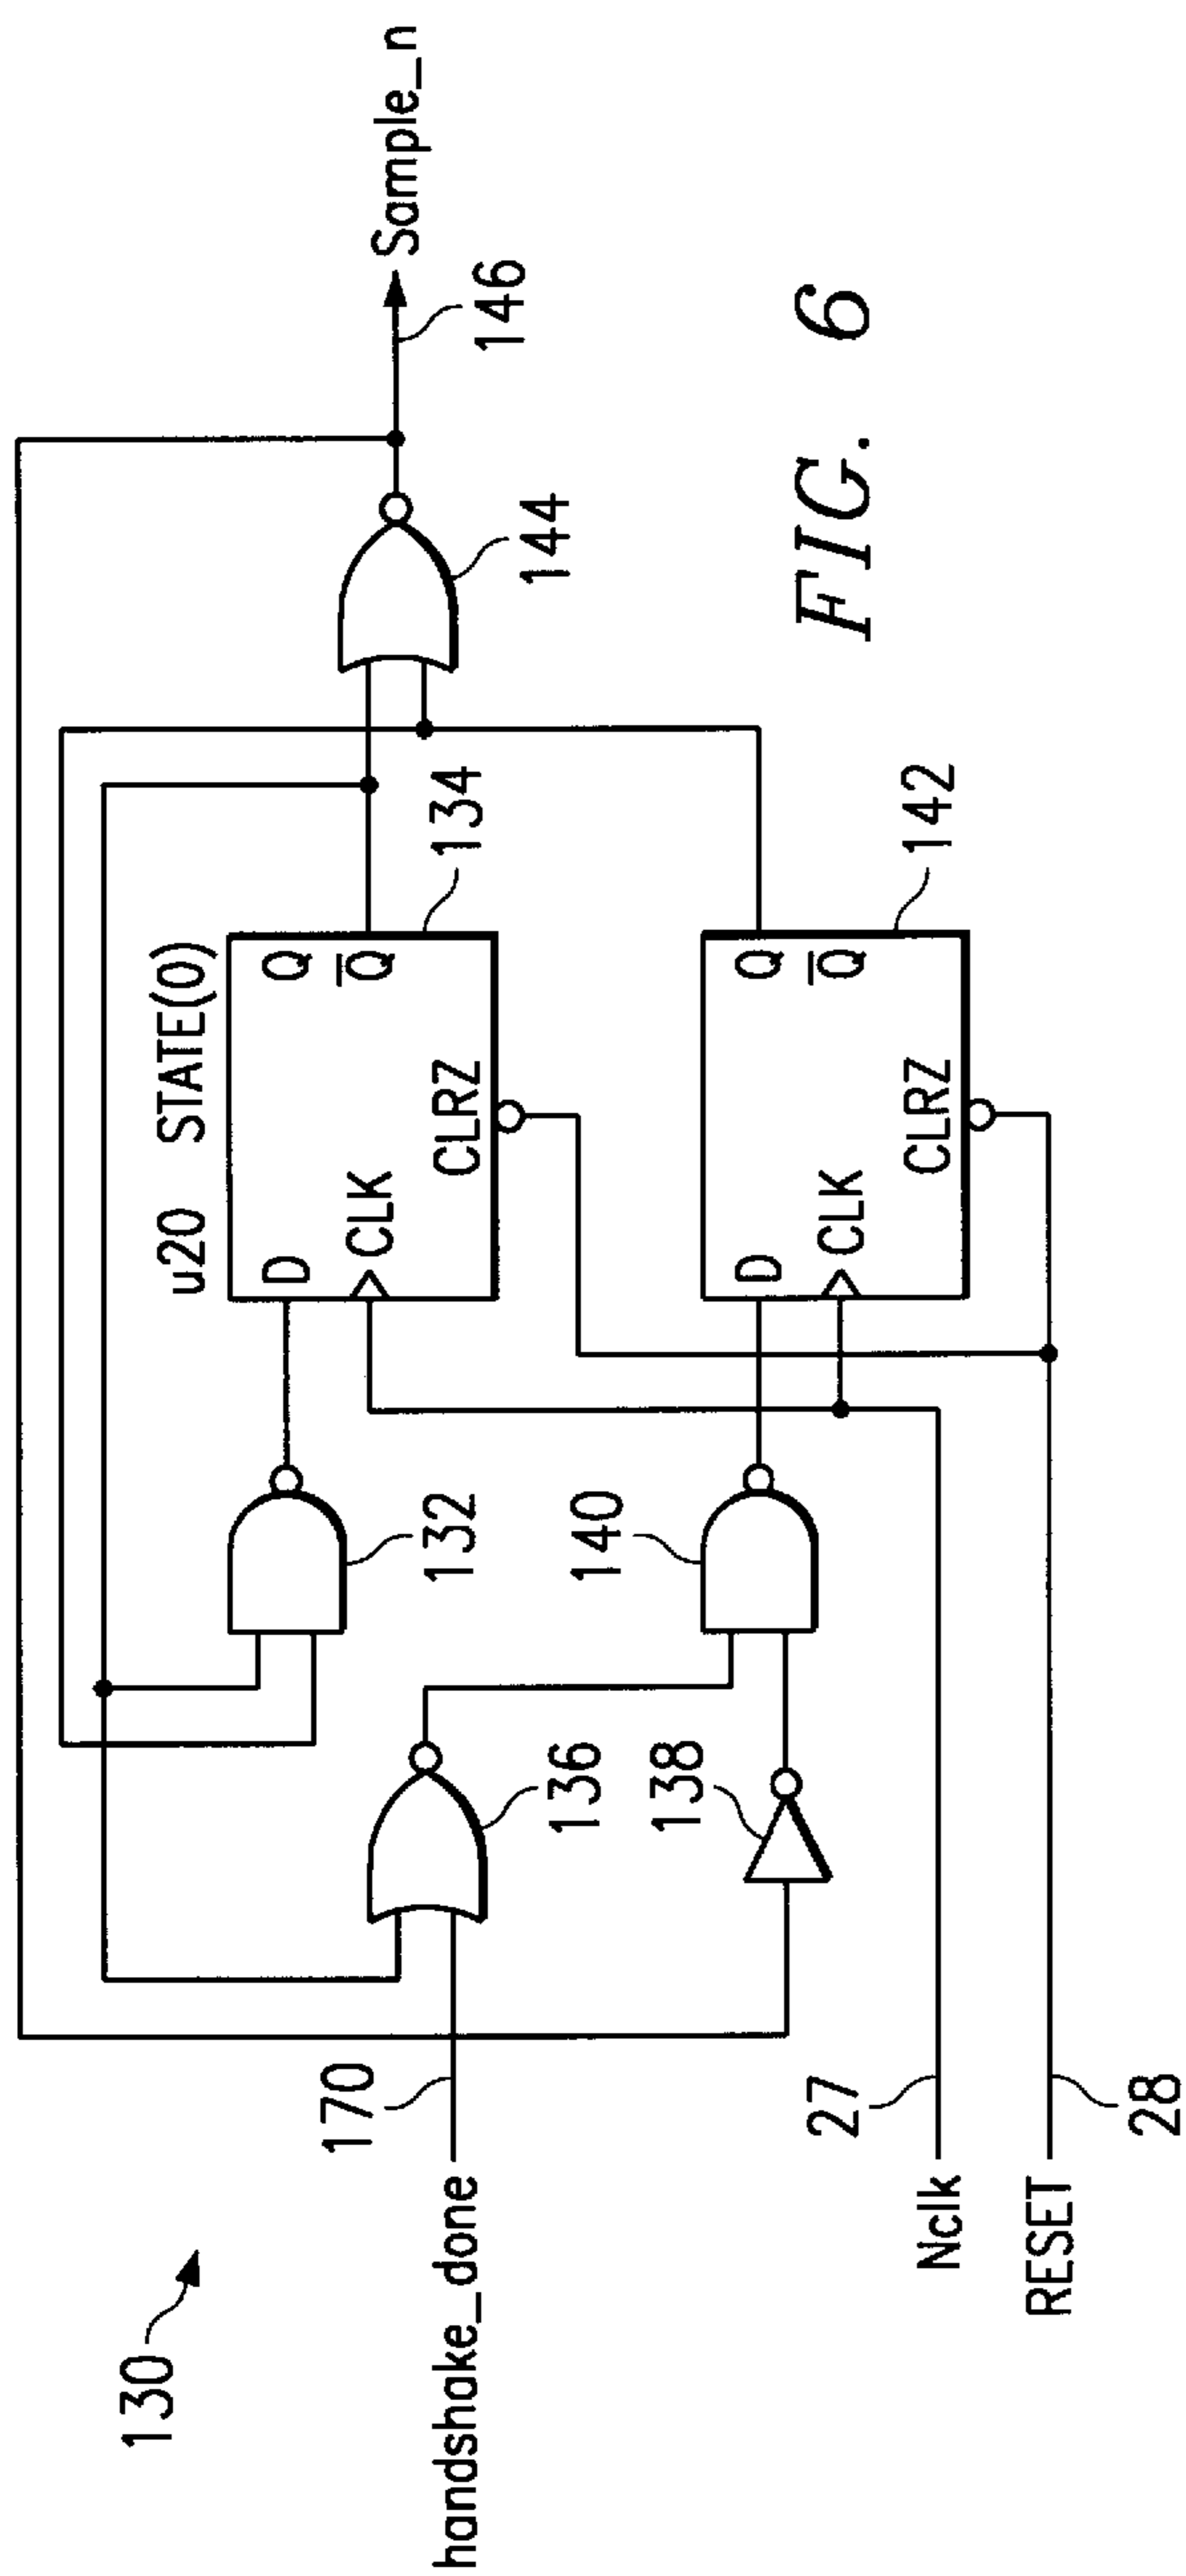 130
handshake_done
170
Nclk
27
RESET
28
136
138
132
140
u20 STATE(0)
D
CLK
CLRZ
Q
Q
134
D
CLK
CLRZ
Q
Q
142
144
146
Sample_n
FIG. 6